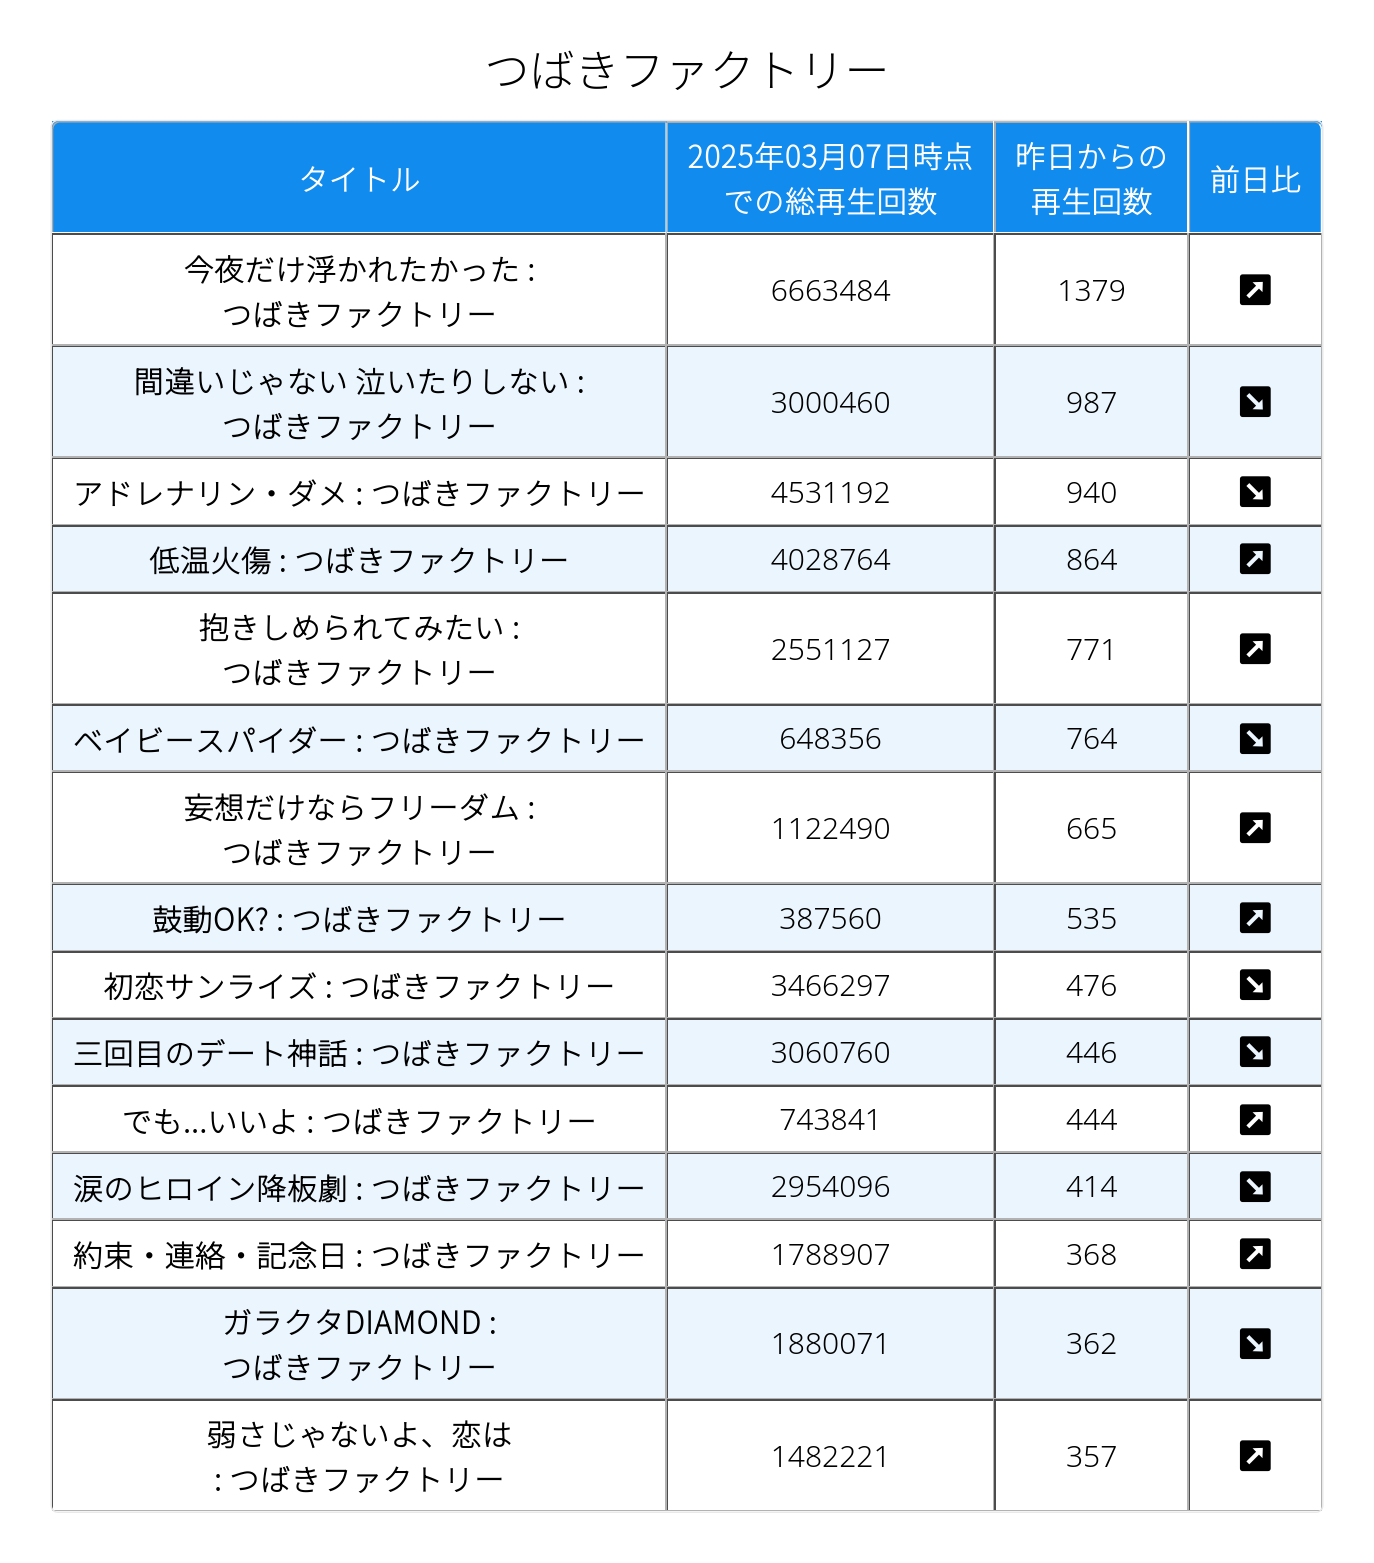 つばきファクトリー
タイトル
2025年03月07日時点
での総再生回数
昨日からの
再生回数
前日比
今夜だけ浮かれたかった :
つばきファクトリー
6663484
1379
↗
間違いじゃない 泣いたりしない :
つばきファクトリー
3000460
987
↘
アドレナリン・ダメ : つばきファクトリー
4531192
940
↘
低温火傷 : つばきファクトリー
4028764
864
↗
抱きしめられてみたい :
つばきファクトリー
2551127
771
↗
ベイビースパイダー : つばきファクトリー
648356
764
↘
妄想だけならフリーダム :
つばきファクトリー
1122490
665
↗
鼓動OK? : つばきファクトリー
387560
535
↗
初恋サンライズ : つばきファクトリー
3466297
476
↘
三回目のデート神話 : つばきファクトリー
3060760
446
↘
でも...いいよ : つばきファクトリー
743841
444
↗
涙のヒロイン降板劇 : つばきファクトリー
2954096
414
↘
約束・連絡・記念日 : つばきファクトリー
1788907
368
↗
ガラクタDIAMOND :
つばきファクトリー
1880071
362
↘
弱さじゃないよ、恋は
: つばきファクトリー
1482221
357
↗